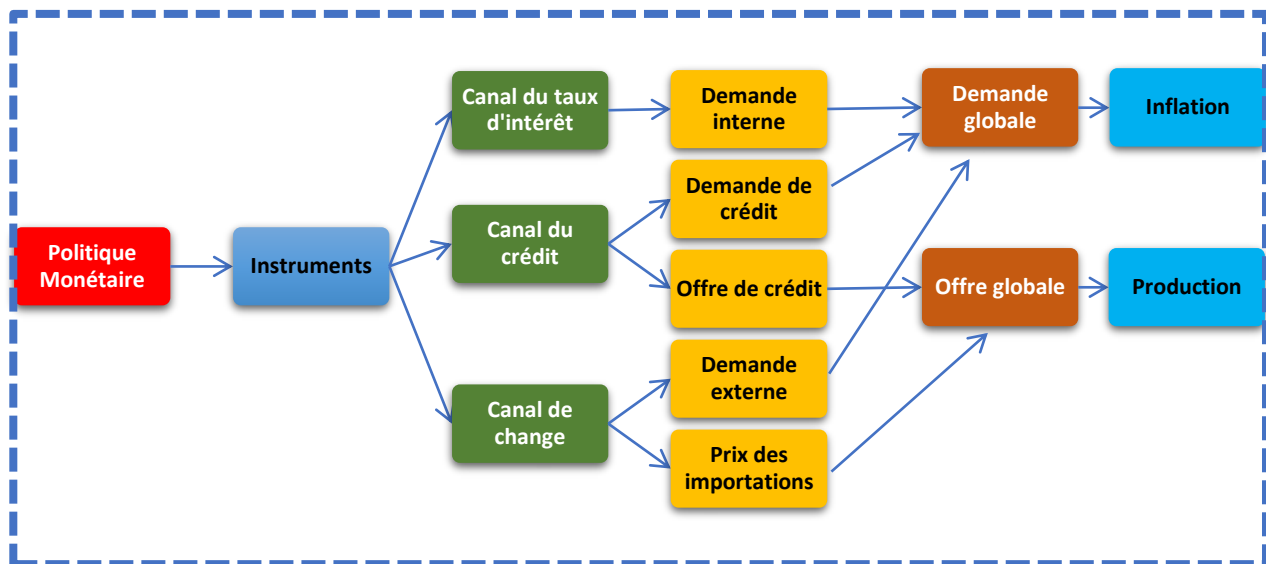 Politique
Monétaire
Instruments
Canal du taux
d'intérêt
Canal du
crédit
Canal de
change
Demande
interne
Demande de
crédit
Offre de crédit
Demande
externe
Prix des
importations
Demande
globale
Offre globale
Inflation
Production